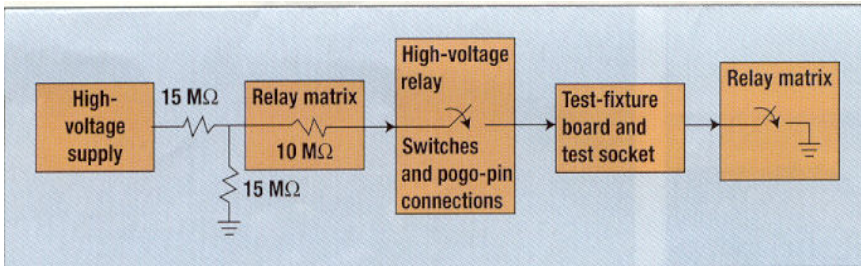 High-
voltage
supply
15 MΩ
15 MΩ
Relay matrix
10 MΩ
High-voltage
relay
Switches
and pogo-pin
connections
Test-fixture
board and
test socket
Relay matrix